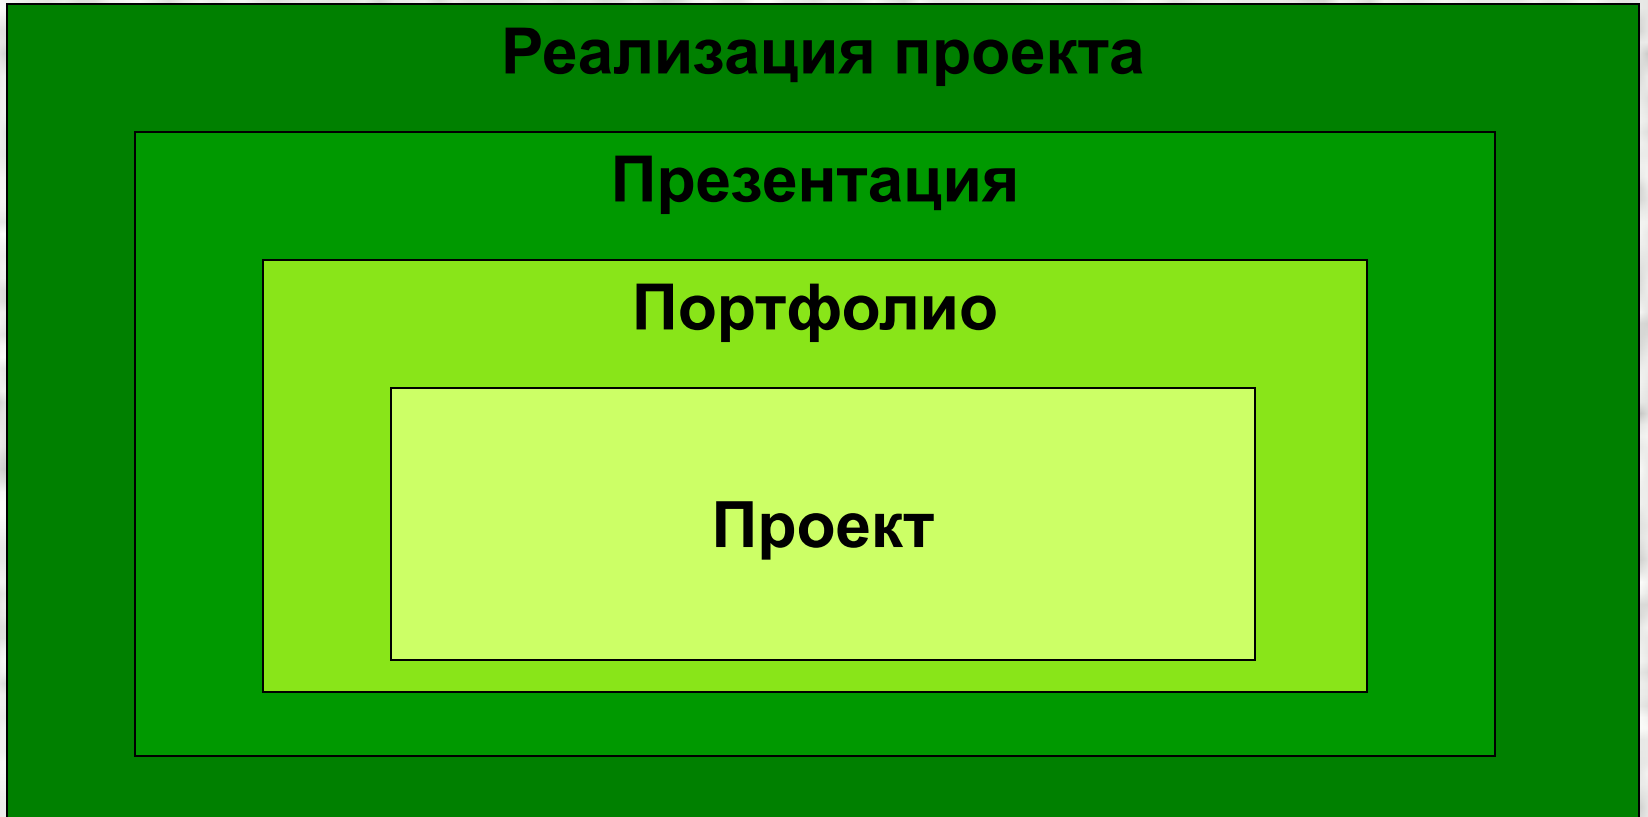 Реализация проекта
Презентация
Портфолио
Проект